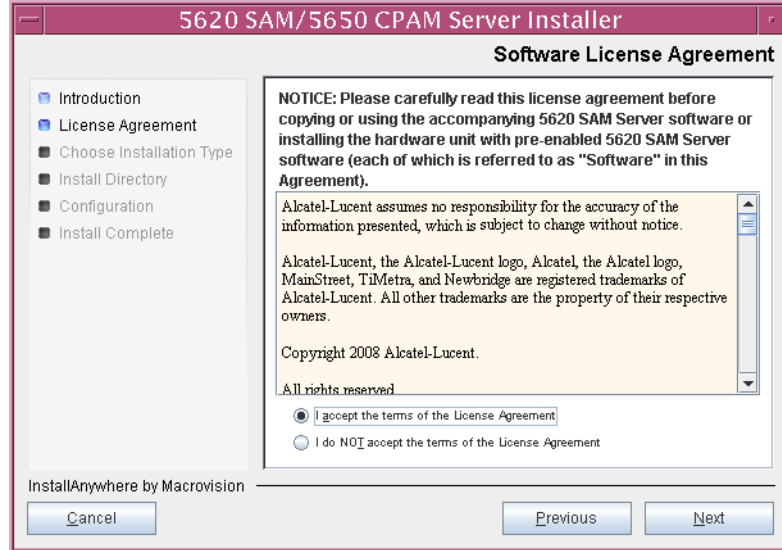 5620 SAM/5650 CPAM Server Installer
Software License Agreement
Introduction
License Agreement
Choose Installation Type
Install Directory
Configuration
Install Complete
NOTICE: Please carefully read this license agreement before
copying or using the accompanying 5620 SAM Server software or
installing the hardware unit with pre-enabled 5620 SAM Server
software (each of which is referred to as "Software" in this
Agreement).
Alcatel-Lucent assumes no responsibility for the accuracy of the
information presented, which is subject to change without notice.
Alcatel-Lucent, the Alcatel-Lucent logo, Alcatel, the Alcatel logo,
MainStreet, TiMetra, and Newbridge are registered trademarks of
Alcatel-Lucent. All other trademarks are the property of their respective
owners.
Copyright 2008 Alcatel-Lucent.
All rights reserved
I accept the terms of the License Agreement
I do NOT accept the terms of the License Agreement
InstallAnywhere by Macrovision
Cancel
Previous
Next